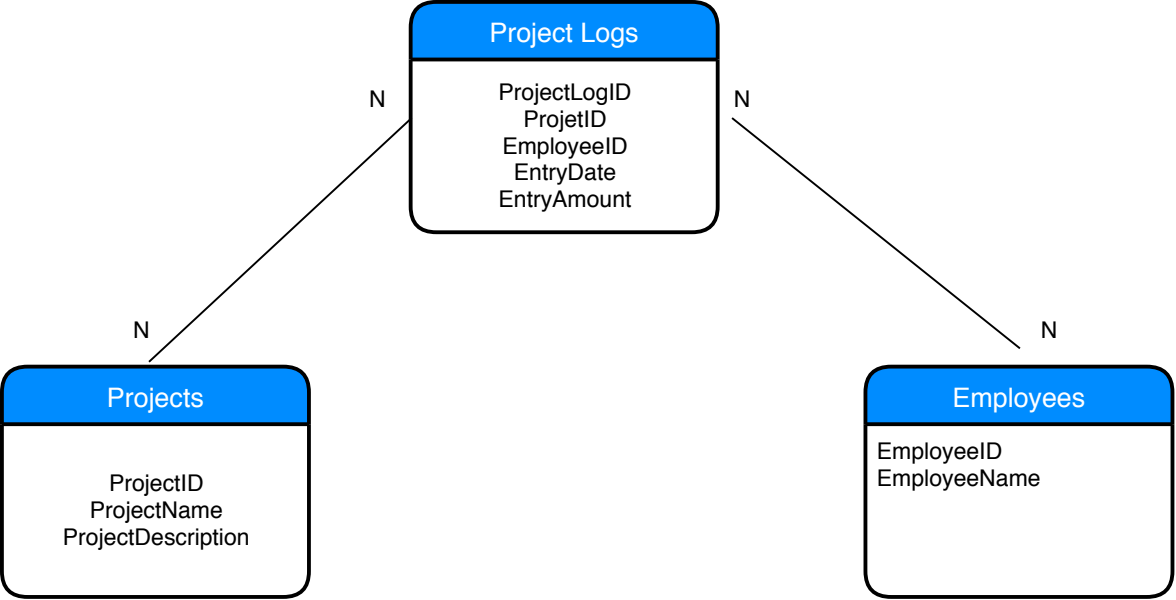 Project Logs
N
N
ProjectLogID
ProjetID
EmployeeID
EntryDate
EntryAmount
N
N
Projects
ProjectID
ProjectName
ProjectDescription
Employees
EmployeeID
EmployeeName